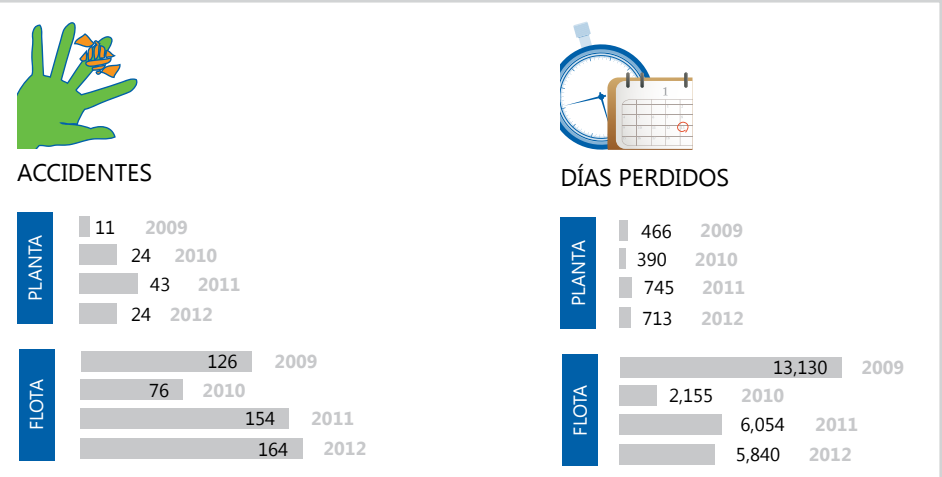 1
ACCIDENTES
PLANTA
11 2009
24 2010
43 2011
24 2012
FLOTA
126 2009
76 2010
154 2011
164 2012
DÍAS PERDIDOS
PLANTA
466 2009
390 2010
745 2011
713 2012
FLOTA
13,130 2009
2,155 2010
6,054 2011
5,840 2012